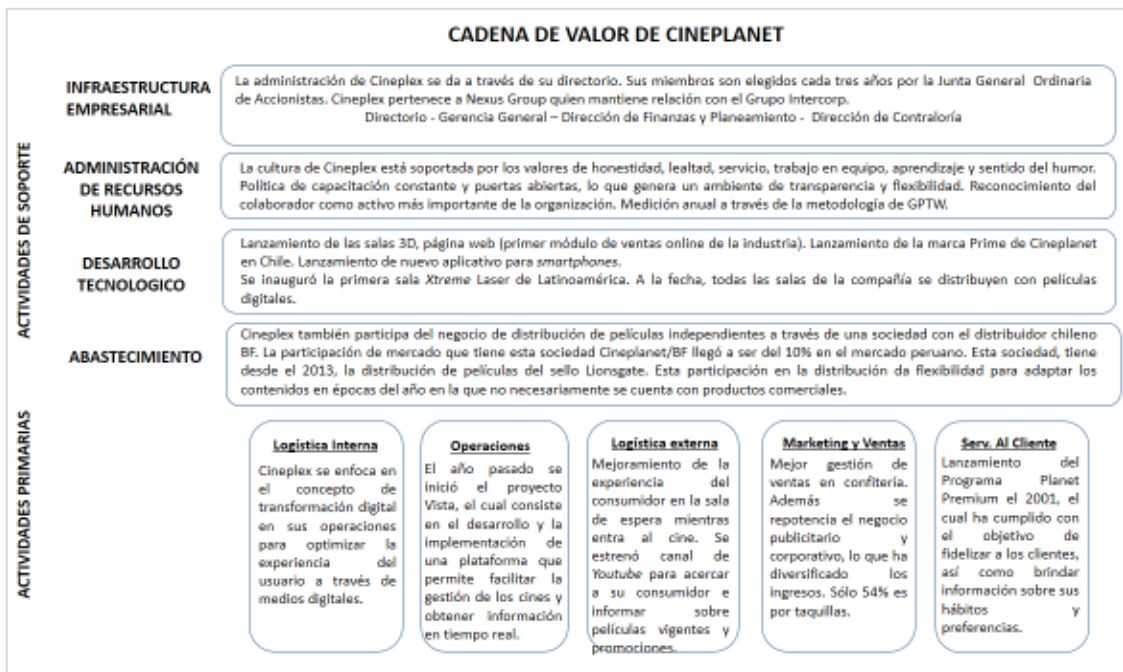 CADENA DE VALOR DE CINEPLANET
ACTIVIDADES DE SOPORTE
INFRAESTRUCTURA
EMPRESARIAL
La administración de Cineplex se da a través de su directorio. Sus miembros son elegidos cada tres años por la Junta General Ordinaria
de Accionistas. Cineplex pertenece a Nexus Group quien mantiene relación con el Grupo Intercorp.
Directorio - Gerencia General – Dirección de Finanzas y Planeamiento - Dirección de Contraloría
ADMINISTRACIÓN
DE RECURSOS
HUMANOS
La cultura de Cineplex está soportada por los valores de honestidad, lealtad, servicio, trabajo en equipo, aprendizaje y sentido del humor.
Política de capacitación constante y puertas abiertas, lo que genera un ambiente de transparencia y flexibilidad. Reconocimiento del
colaborador como activo más importante de la organización. Medición anual a través de la metodología de GPTW.
DESARROLLO
TECNOLOGICO
Lanzamiento de las salas 3D, página web (primer módulo de ventas online de la industria). Lanzamiento de la marca Prime de Cineplanet
en Chile. Lanzamiento de nuevo aplicativo para smartphones.
Se inauguró la primera sala Xtreme Laser de Latinoamérica. A la fecha, todas las salas de la compañía se distribuyen con películas
digitales.
ABASTECIMIENTO
Cineplex también participa del negocio de distribución de películas independientes a través de una sociedad con el distribuidor chileno
BF. La participación de mercado que tiene esta sociedad Cineplanet/BF llegó a ser del 10% en el mercado peruano. Esta sociedad, tiene
desde el 2013, la distribución de películas del sello Lionsgate. Esta participación en la distribución da flexibilidad para adaptar los
contenidos en épocas del año en la que no necesariamente se cuenta con productos comerciales.
ACTIVIDADES PRIMARIAS
Logística Interna
Cineplex se enfoca en
el concepto de
transformación digital
en sus operaciones
para optimizar la
experiencia del
usuario a través de
medios digitales.
Operaciones
El año pasado se
inició el proyecto
Vista, el cual consiste
en el desarrollo y la
implementación de
una plataforma que
permite facilitar la
gestión de los cines y
obtener información
en tiempo real.
Logística externa
Mejoramiento de la
experiencia del
consumidor en la sala
de espera mientras
entra al cine. Se
estrenó canal de
Youtube para acercar
a su consumidor e
informar sobre
películas vigentes y
promociones.
Marketing y Ventas
Mejor gestión de
ventas en confitería.
Además se
repotencia el negocio
publicitario y
corporativo, lo que ha
diversificado los
ingresos. Sólo 54% es
por taquillas.
Serv. Al Cliente
Lanzamiento del
Programa Planet
Premium el 2001, el
cual ha cumplido con
el objetivo de
fidelizar a los clientes,
así como brindar
información sobre sus
hábitos y
preferencias.